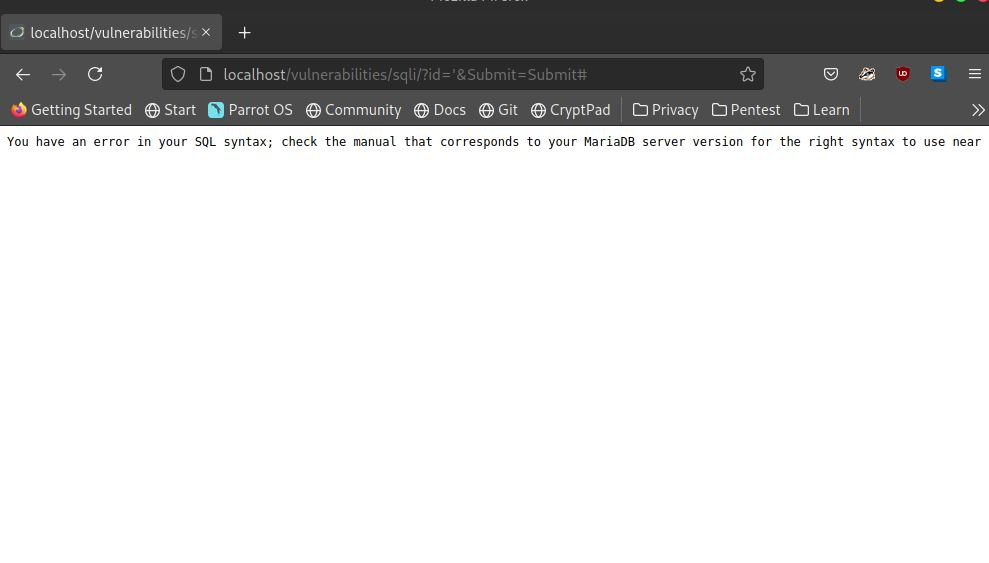 localhost/vulnerabilities/s
localhost/vulnerabilities/sqli/?id='&Submit=Submit#
Getting Started Start Parrot OS Community Docs Git CryptPad Privacy Pentest Learn
You have an error in your SQL syntax; check the manual that corresponds to your MariaDB server version for the right syntax to use near